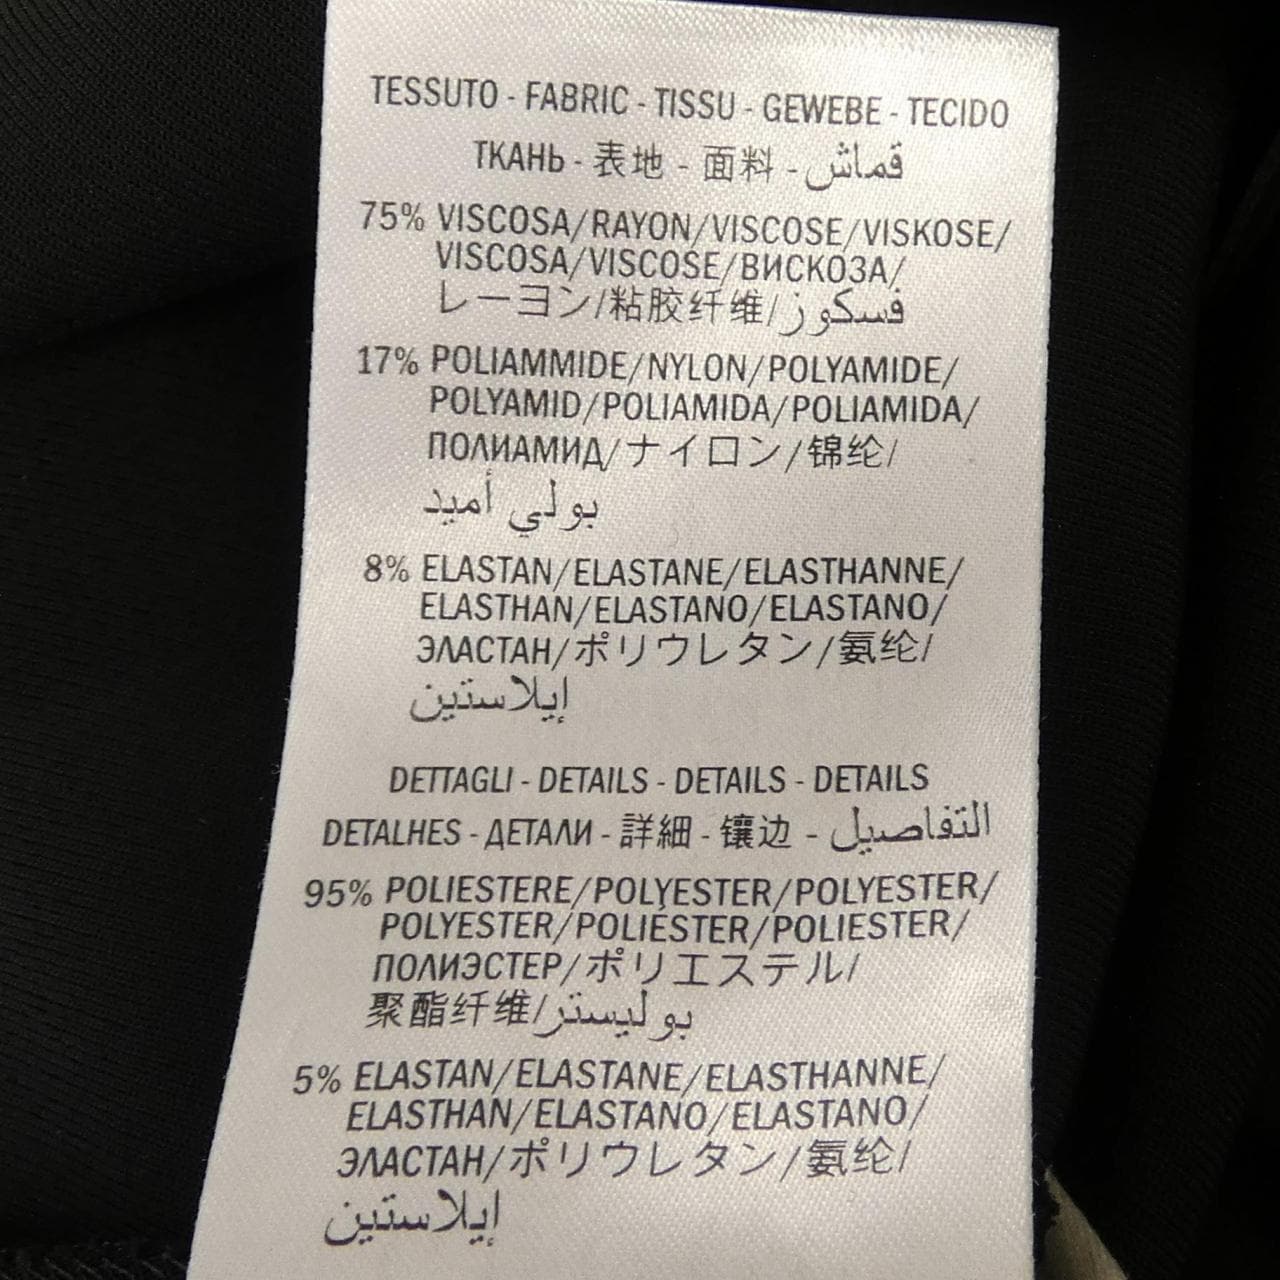 TESSUTO - FABRIC - TISSU - GEWEBE - TECIDO
ТКАНЬ - 表地 - 面料 - قماش
75% VISCOSA/RAYON/VISCOSE/VISKOSE/
VISCOSA/VISCOSE/ВИСКОЗА/
レーヨン/粘胶纤维/فسكوز
17% POLIAMMIDE/NYLON/POLYAMIDE/
POLYAMID/POLIAMIDA/POLIAMIDA/
ПОЛИАМИД/ナイロン/锦纶/
بولي أميد
8% ELASTAN/ELASTANE/ELASTHANNE/
ELASTHAN/ELASTANO/ELASTANO/
ЭЛАСТАН/ポリウレタン/氨纶/
إيلاستين
DETTAGLI - DETAILS - DETAILS - DETAILS
DETALHES - ДЕТАЛИ - 詳細 - 镶边 - التفاصيل
95% POLIESTERE/POLYESTER/POLYESTER/
POLYESTER/POLIÉSTER/POLIESTER/
ПОЛИЭСТЕР/ポリエステル/
聚酯纤维/بوليستر
5% ELASTAN/ELASTANE/ELASTHANNE/
ELASTHAN/ELASTANO/ELASTANO/
ЭЛАСТАН/ポリウレタン/氨纶/
إيلاستين